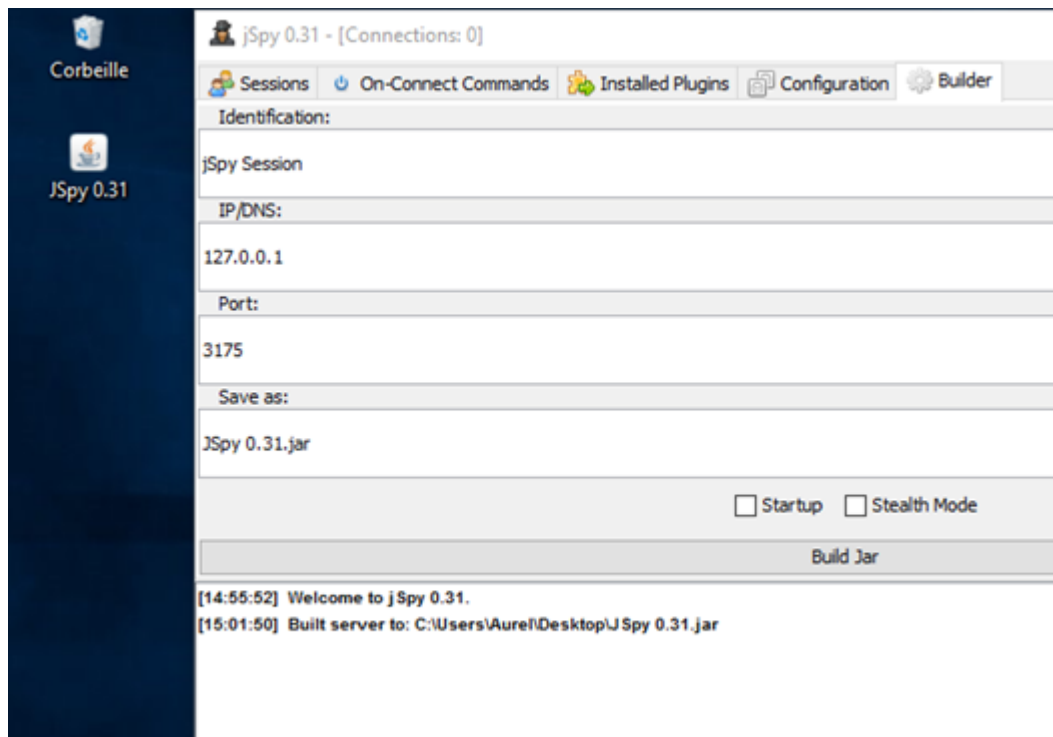 Corbeille
JSpy 0.31
jSpy 0.31 - [Connections: 0]
Sessions On-Connect Commands Installed Plugins Configuration Builder
Identification:
jSpy Session
IP/DNS:
127.0.0.1
Port:
3175
Save as:
JSpy 0.31.jar
Startup Stealth Mode
Build Jar
[14:55:52] Welcome to jSpy 0.31.
[15:01:50] Built server to: C:\Users\Aurel\Desktop\JSpy 0.31.jar